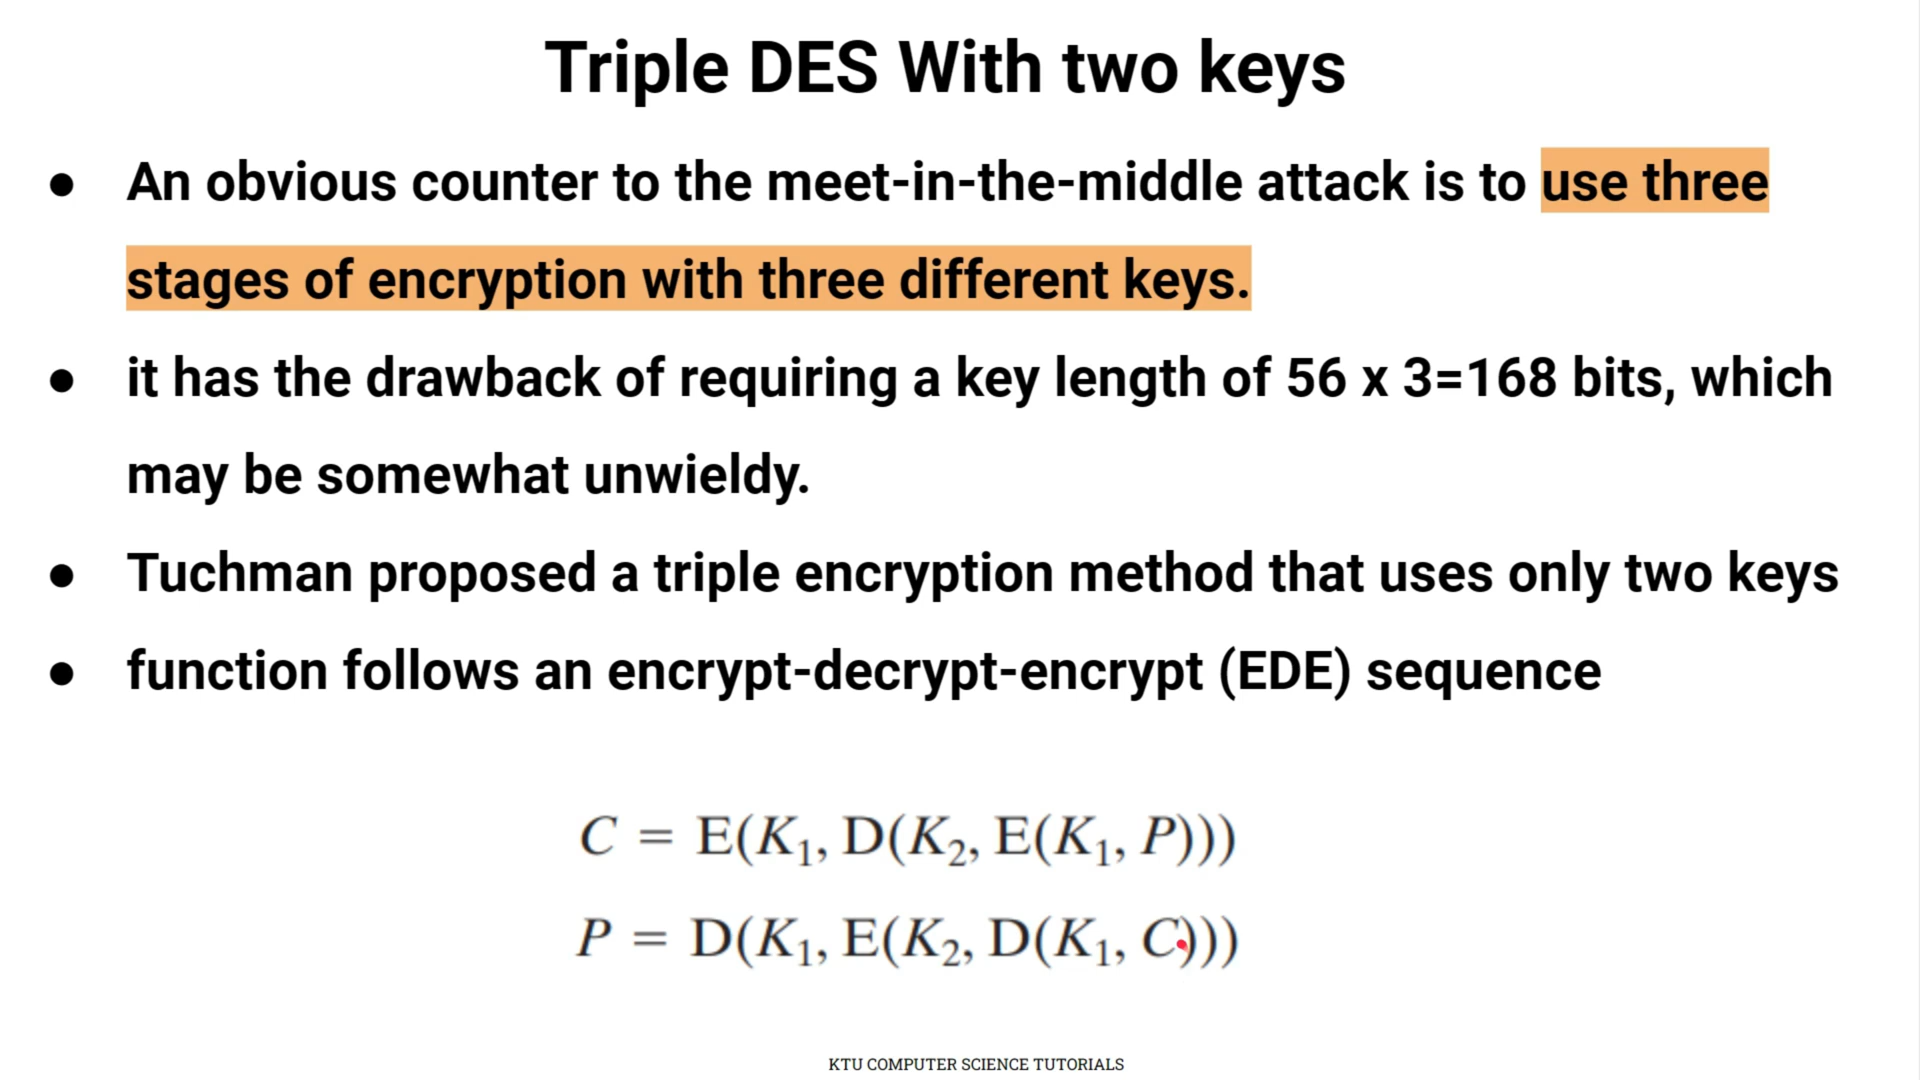 Triple DES With two keys
● An obvious counter to the meet-in-the-middle attack is to use three
stages of encryption with three different keys.
● it has the drawback of requiring a key length of 56 x 3=168 bits, which
may be somewhat unwieldy.
● Tuchman proposed a triple encryption method that uses only two keys
● function follows an encrypt-decrypt-encrypt (EDE) sequence
C = E(K₁, D(K₂, E(K₁, P)))
P = D(K₁, E(K₂, D(K₁, C)))
KTU COMPUTER SCIENCE TUTORIALS